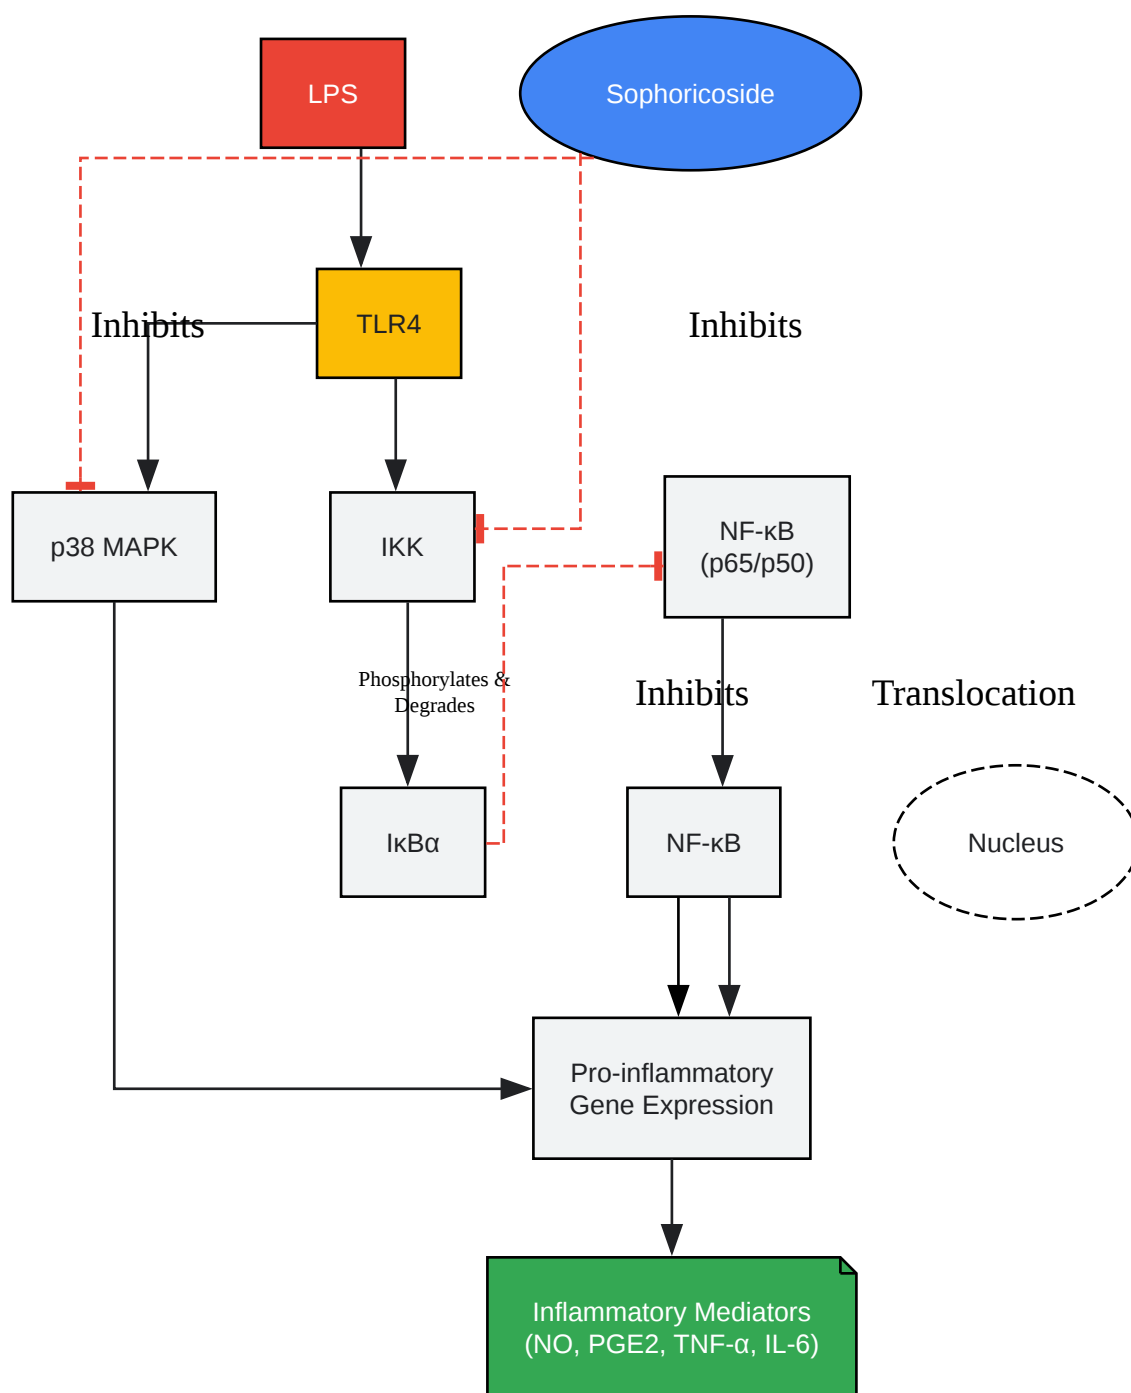 LPS
Sophoricoside
Inhibits
TLR4
Inhibits
p38 MAPK
IKK
NF-κB
(p65/p50)
Phosphorylates &
Degrades
Inhibits
Translocation
IκBα
NF-κB
Nucleus
Pro-inflammatory
Gene Expression
Inflammatory Mediators
(NO, PGE2, TNF-α, IL-6)